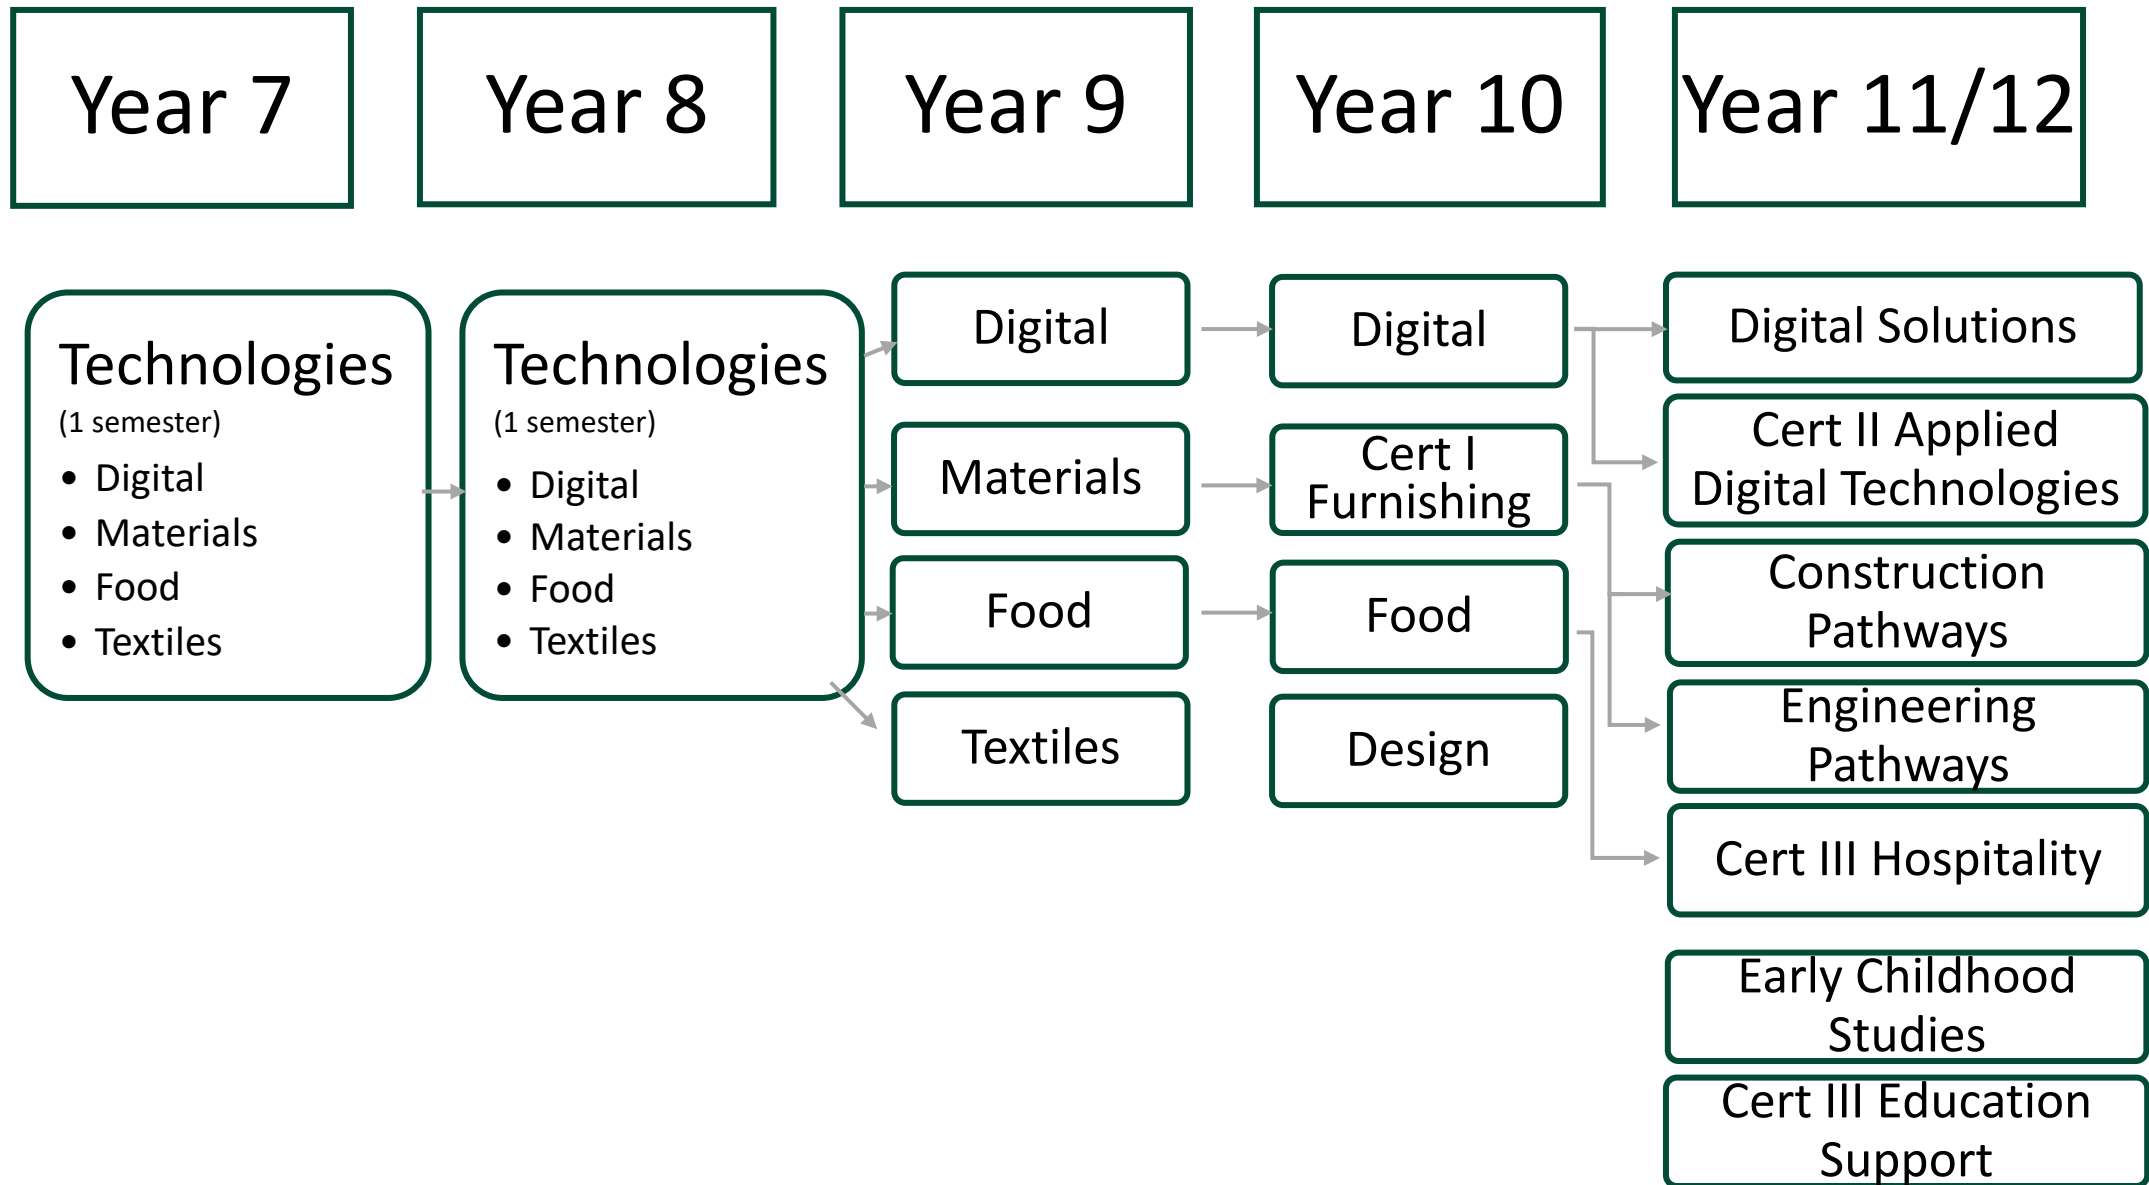 Year 7
Year 8
Year 9
Year 10
Year 11/12
Technologies
(1 semester)
• Digital
• Materials
• Food
• Textiles
Technologies
(1 semester)
• Digital
• Materials
• Food
• Textiles
Digital
Materials
Food
Textiles
Digital
Cert I
Furnishing
Food
Design
Digital Solutions
Cert II Applied
Digital Technologies
Construction
Pathways
Engineering
Pathways
Cert III Hospitality
Early Childhood
Studies
Cert III Education
Support